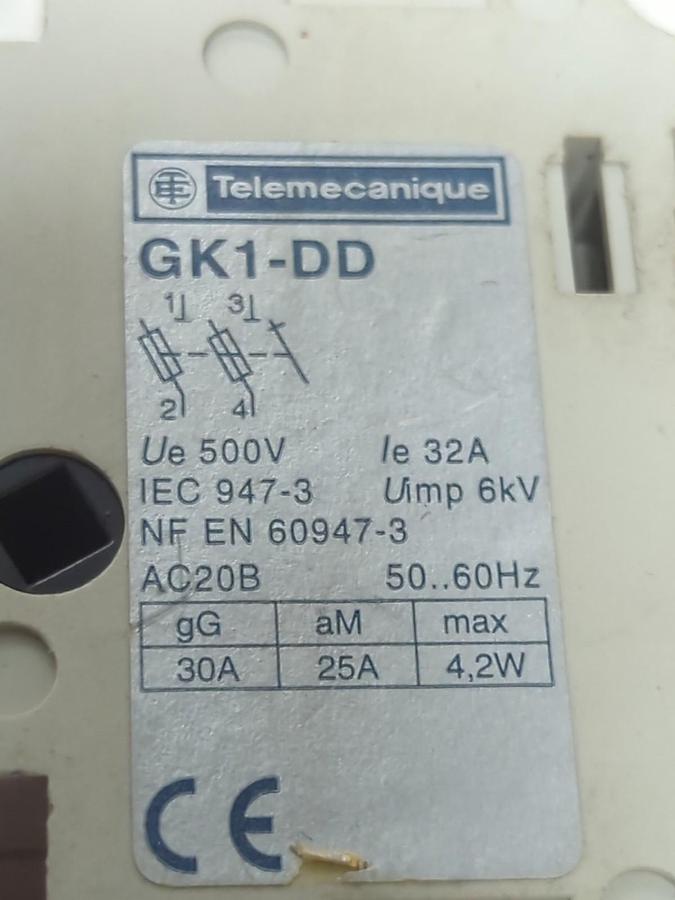 TE Telemecanique
GK1-DD
1 3
2 4
Ue 500V Ie 32A
IEC 947-3 Uimp 6kV
NF EN 60947-3
AC20B 50..60Hz
gG aM max
30A 25A 4,2W
CE